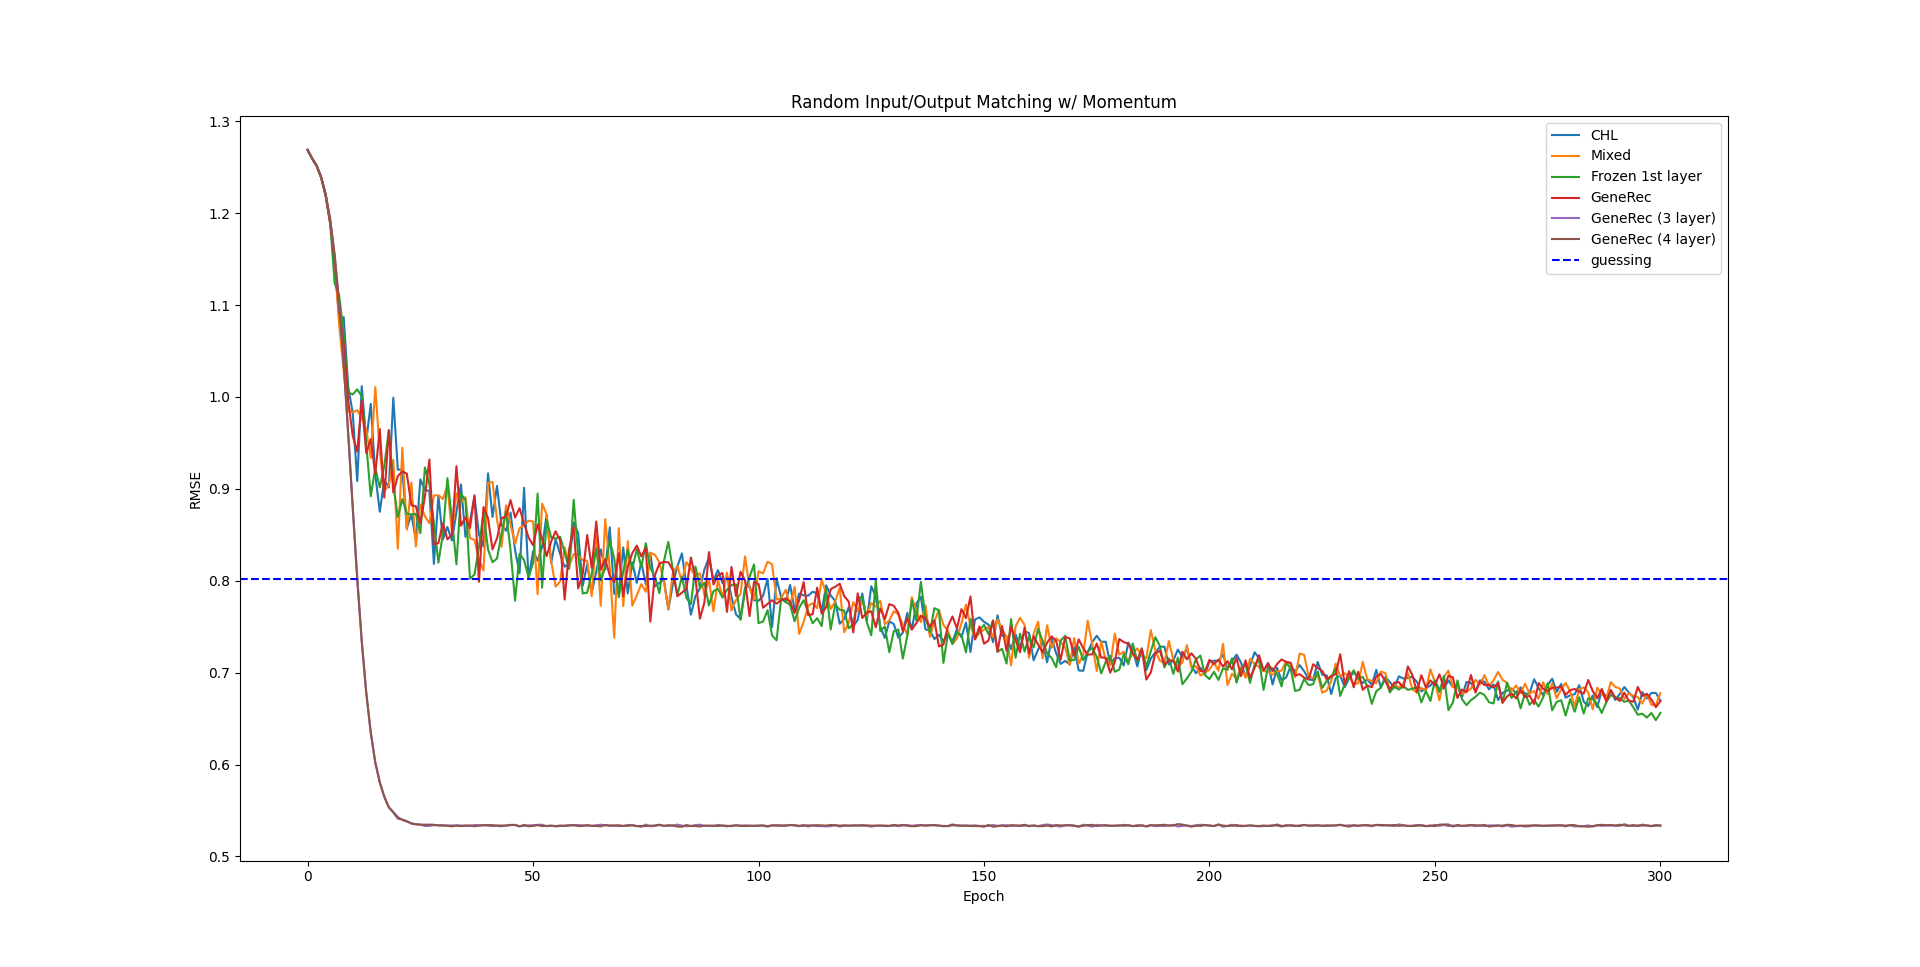 Random Input/Output Matching w/ Momentum
1.3
1.2
1.1
1.0
0.9
0.8
0.7
0.6
0.5
RMSE
CHL
Mixed
Frozen 1st layer
GeneRec
GeneRec (3 layer)
GeneRec (4 layer)
guessing
0 50 100 150 200 250 300
Epoch